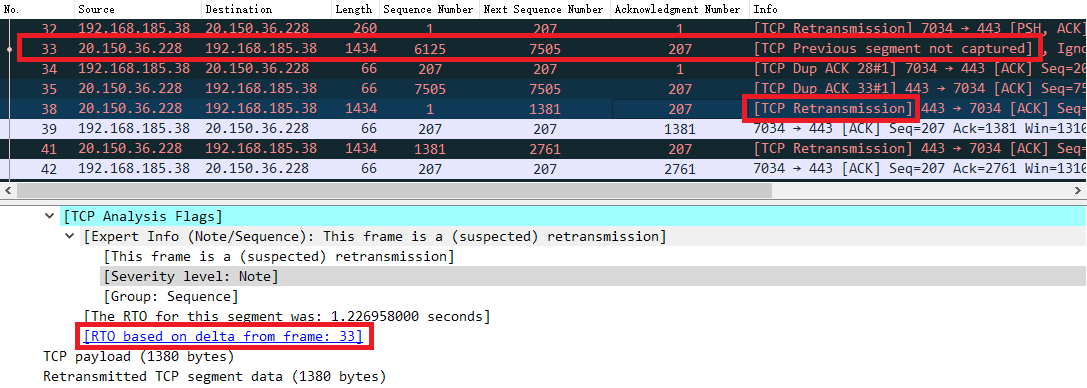 No. Source Destination Length Sequence Number Next Sequence Number Acknowledgment Number Info
32 192.168.185.38 20.150.36.228 260 1 207 1 [TCP Retransmission] 7034 → 443 [PSH, ACK]
33 20.150.36.228 192.168.185.38 1434 6125 7505 207 [TCP Previous segment not captured] , Igno
34 192.168.185.38 20.150.36.228 66 207 207 1 [TCP Dup ACK 28#1] 7034 → 443 [ACK] Seq=20
35 20.150.36.228 192.168.185.38 66 7505 7505 207 [TCP Dup ACK 33#1] 443 → 7034 [ACK] Seq=75
38 20.150.36.228 192.168.185.38 1434 1 1381 207 [TCP Retransmission] 443 → 7034 [ACK] Seq=
39 192.168.185.38 20.150.36.228 66 207 207 1381 7034 → 443 [ACK] Seq=207 Ack=1381 Win=1310
41 20.150.36.228 192.168.185.38 1434 1381 2761 207 [TCP Retransmission] 443 → 7034 [ACK] Seq=
42 192.168.185.38 20.150.36.228 66 207 207 2761 7034 → 443 [ACK] Seq=207 Ack=2761 Win=1310
[TCP Analysis Flags]
[Expert Info (Note/Sequence): This frame is a (suspected) retransmission]
[This frame is a (suspected) retransmission]
[Severity level: Note]
[Group: Sequence]
[The RTO for this segment was: 1.226958000 seconds]
[RTO based on delta from frame: 33]
TCP payload (1380 bytes)
Retransmitted TCP segment data (1380 bytes)